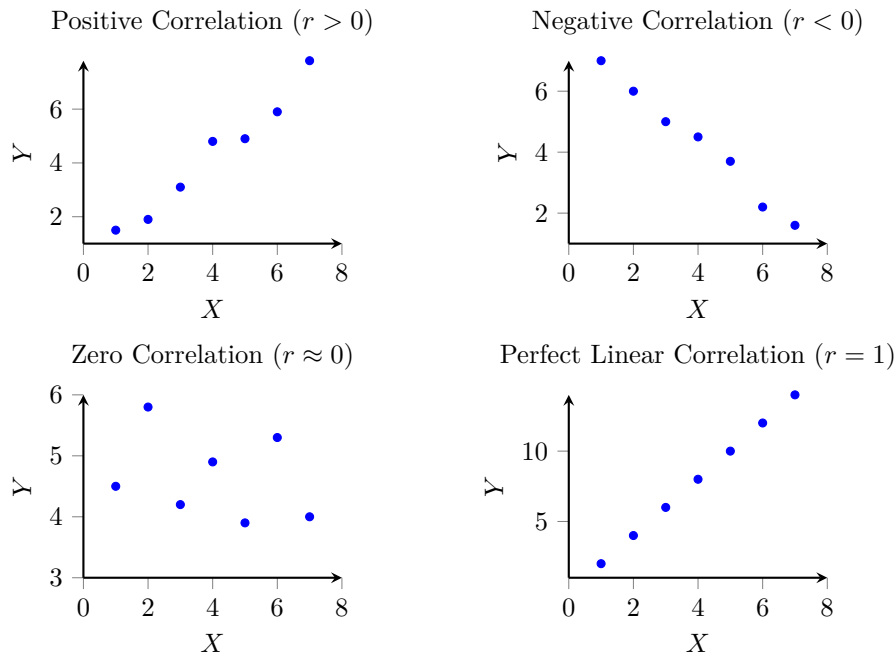 Positive Correlation (r > 0)
6
4
2
Y
0 2 4 6 8
X
Negative Correlation (r < 0)
6
4
2
Y
0 2 4 6 8
X
Zero Correlation (r ≈ 0)
6
5
4
3
Y
0 2 4 6 8
X
Perfect Linear Correlation (r = 1)
10
5
Y
0 2 4 6 8
X